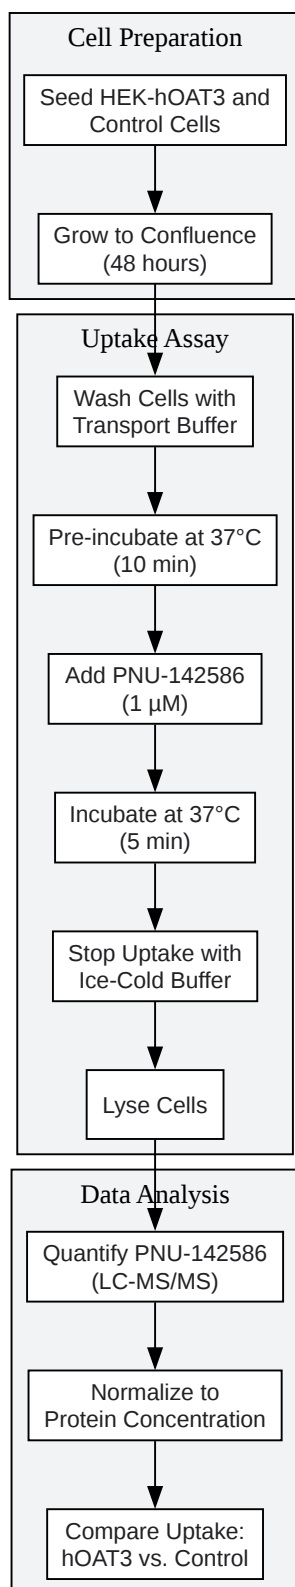 Cell Preparation
Seed HEK-hOAT3 and
Control Cells
Grow to Confluence
(48 hours)
Uptake Assay
Wash Cells with
Transport Buffer
Pre-incubate at 37°C
(10 min)
Add PNU-142586
(1 µM)
Incubate at 37°C
(5 min)
Stop Uptake with
Ice-Cold Buffer
Lyse Cells
Data Analysis
Quantify PNU-142586
(LC-MS/MS)
Normalize to
Protein Concentration
Compare Uptake:
hOAT3 vs. Control